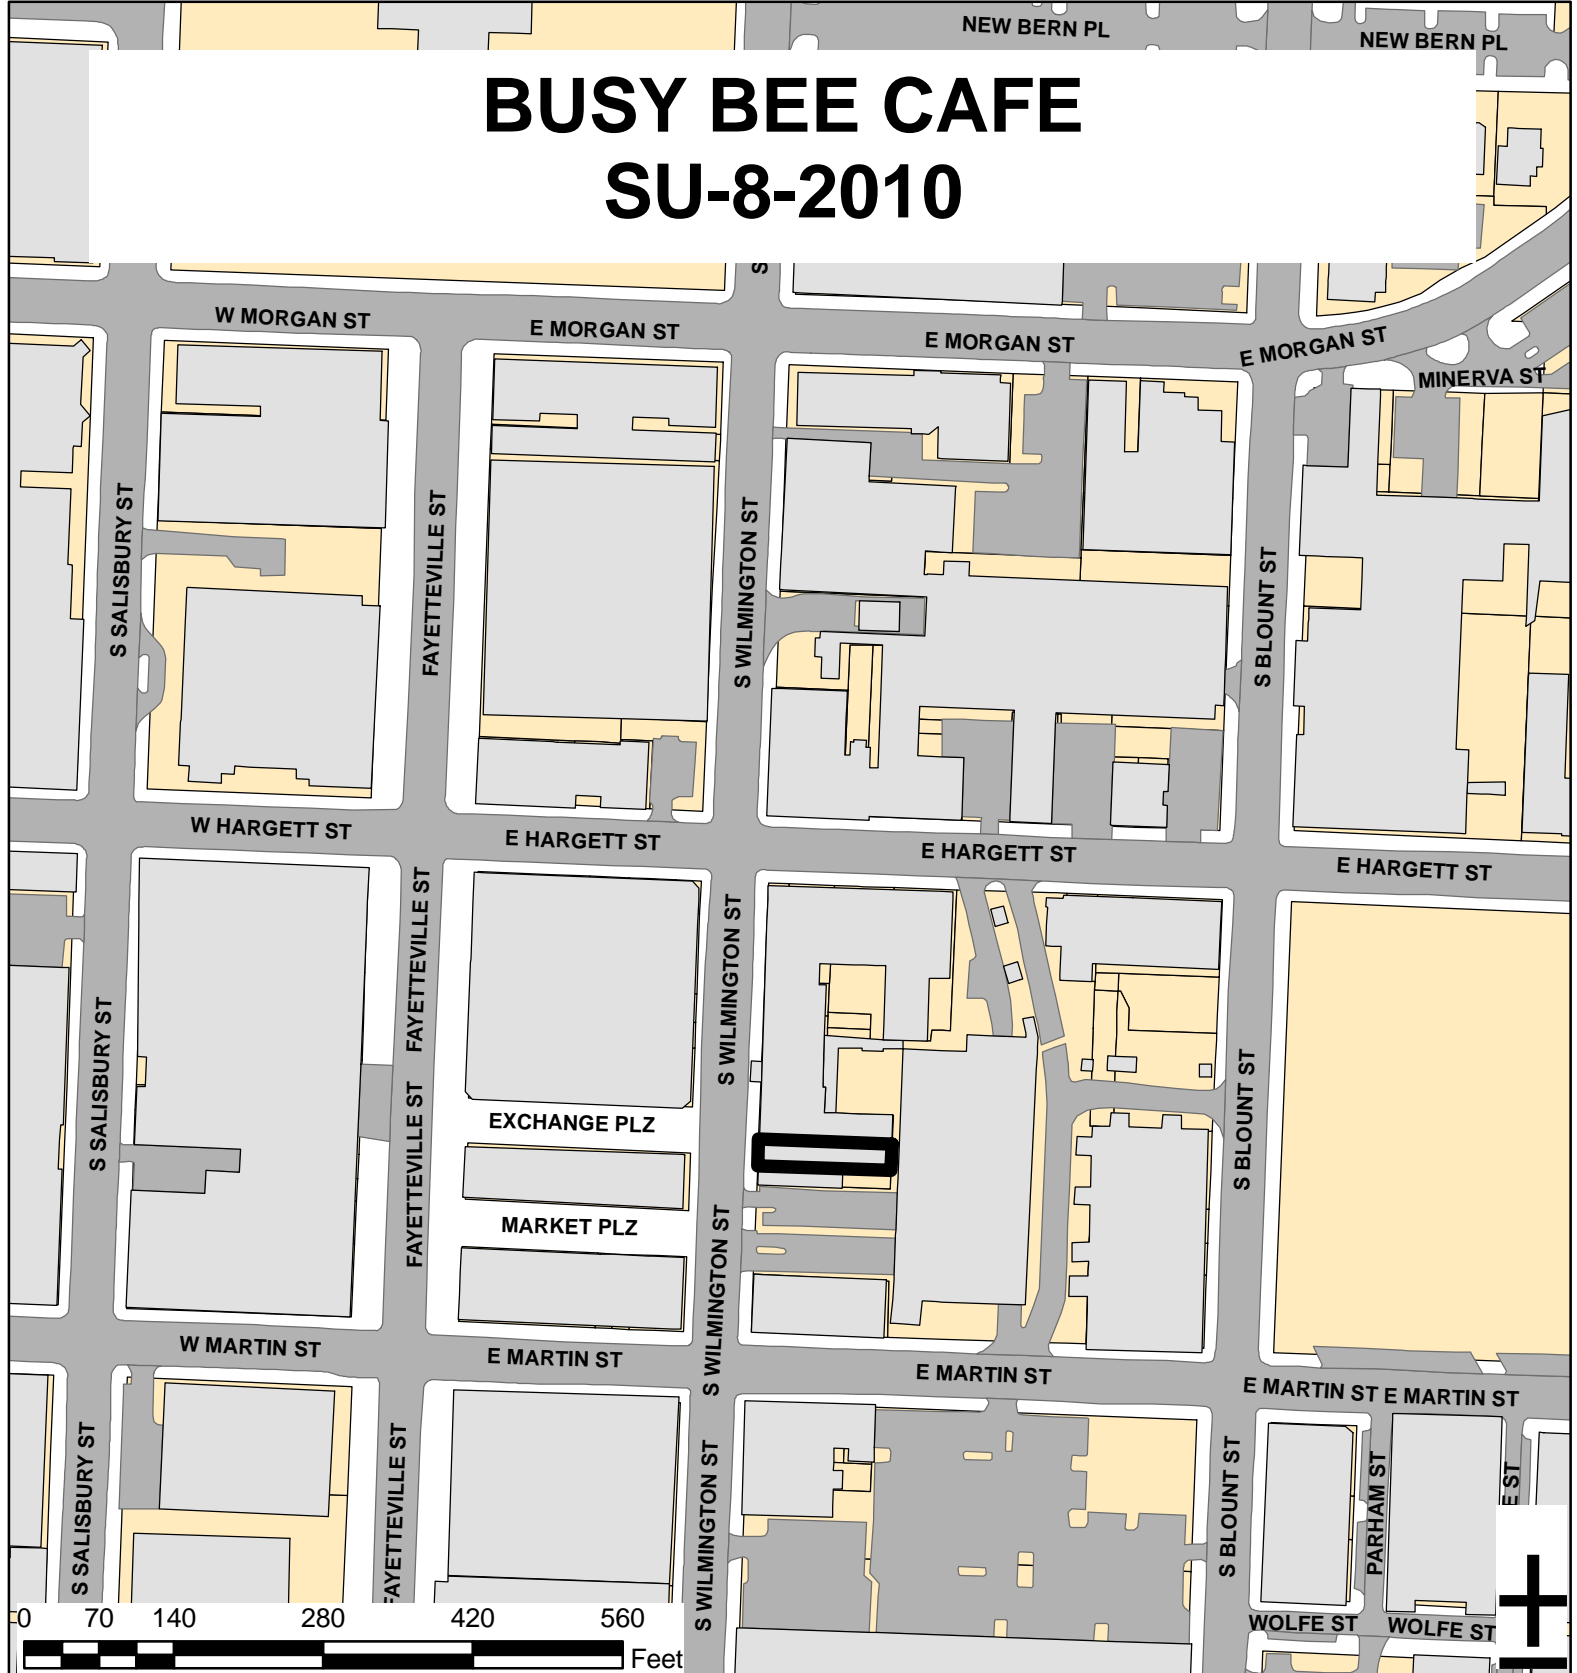 NEW BERN PL
NEW BERN PL
BUSY BEE CAFE
SU-8-2010
S
W MORGAN ST
E MORGAN ST
E MORGAN ST
E MORGAN ST
MINERVA ST
S SALISBURY ST
FAYETTEVILLE ST
S WILMINGTON ST
S BLOUNT ST
W HARGETT ST
E HARGETT ST
E HARGETT ST
E HARGETT ST
FAYETTEVILLE ST
S WILMINGTON ST
S SALISBURY ST
FAYETTEVILLE ST
S BLOUNT ST
EXCHANGE PLZ
MARKET PLZ
S WILMINGTON ST
W MARTIN ST
E MARTIN ST
E MARTIN ST
E MARTIN ST
E MARTIN ST
S SALISBURY ST
FAYETTEVILLE ST
S WILMINGTON ST
S BLOUNT ST
PARHAM ST
E ST
WOLFE ST
WOLFE ST
0 70 140 280 420 560
Feet